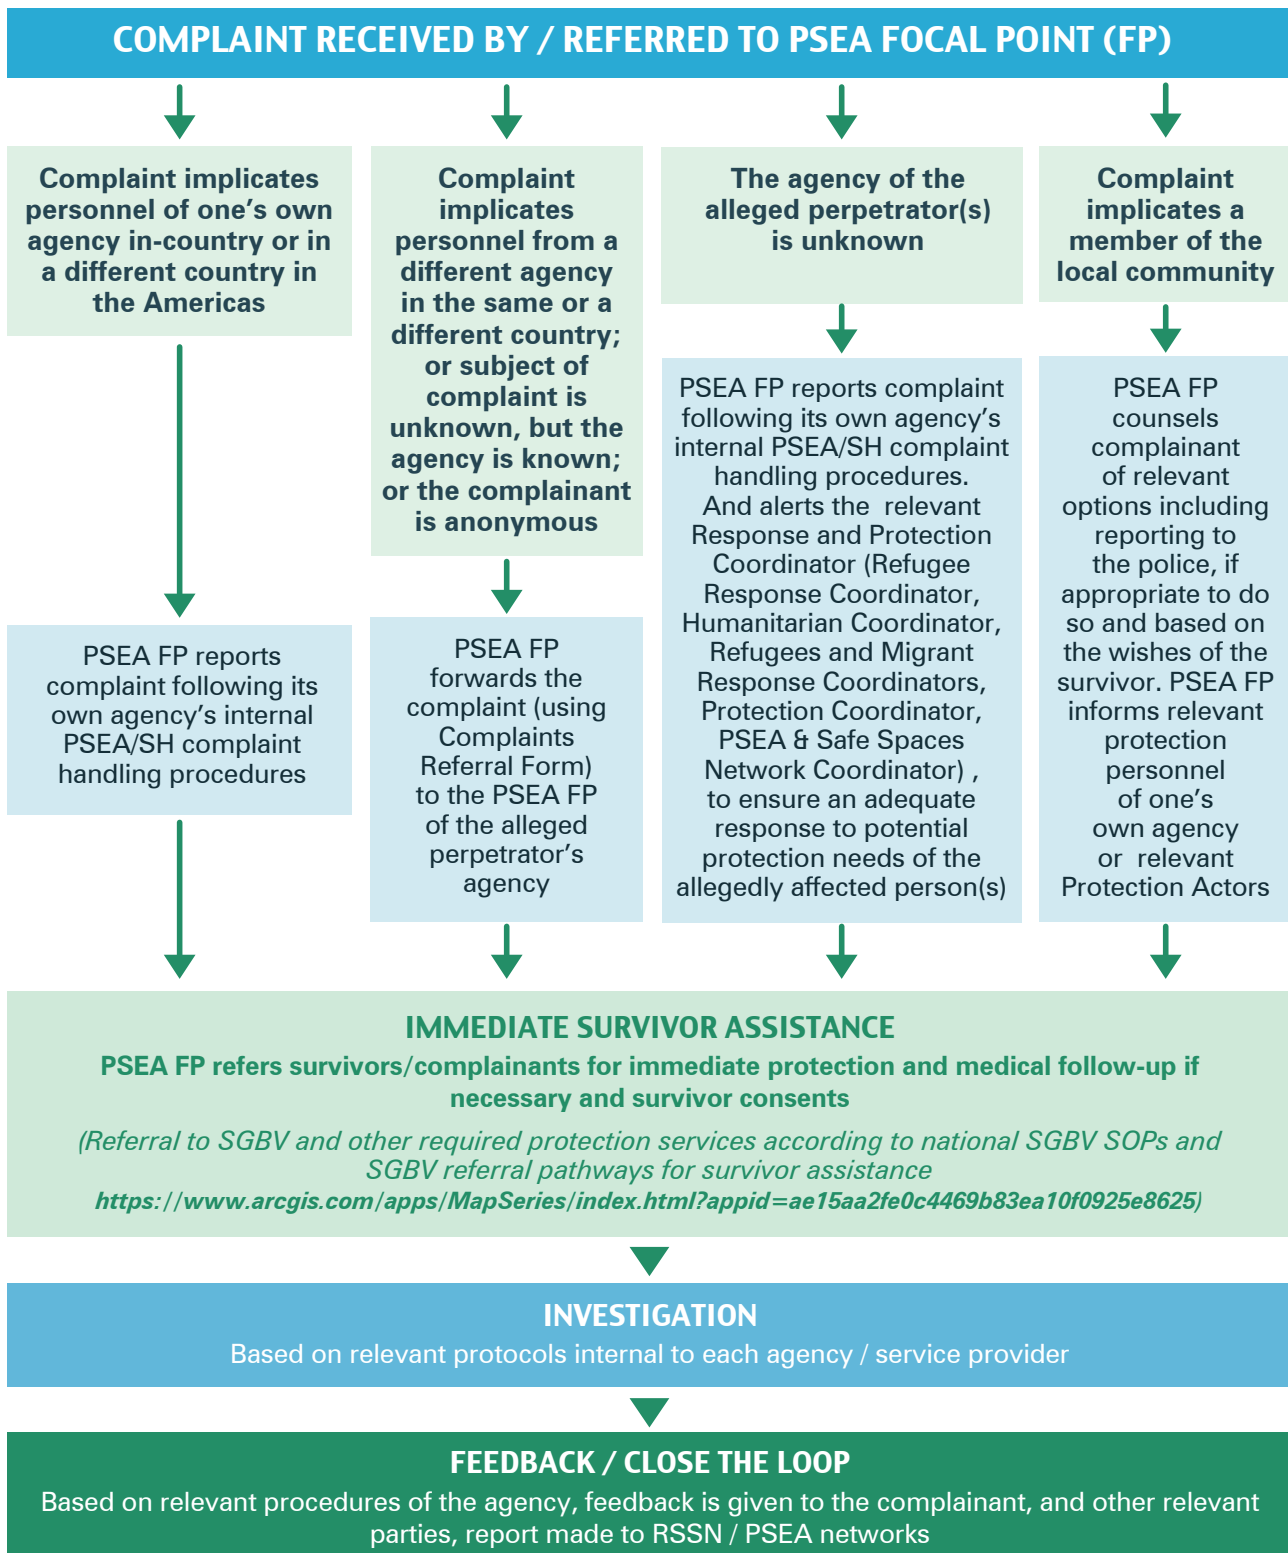 COMPLAINT RECEIVED BY / REFERRED TO PSEA FOCAL POINT (FP)
Complaint implicates
personnel of one's own
agency in-country or in
a different country in
the Americas
PSEA FP reports
complaint following its
own agency's internal
PSEA/SH complaint
handling procedures
Complaint
implicates
personnel from a
different agency
in the same or a
different country;
or subject of
complaint is
unknown, but the
agency is known;
or the complainant
is anonymous
PSEA FP
forwards the
complaint (using
Complaints
Referral Form)
to the PSEA FP
of the alleged
perpetrator's
agency
The agency of the
alleged perpetrator(s)
is unknown
PSEA FP reports complaint
following its own agency's
internal PSEA/SH complaint
handling procedures.
And alerts the relevant
Response and Protection
Coordinator (Refugee
Response Coordinator,
Humanitarian Coordinator,
Refugees and Migrant
Response Coordinators,
Protection Coordinator,
PSEA & Safe Spaces
Network Coordinator) ,
to ensure an adequate
response to potential
protection needs of the
allegedly affected person(s)
Complaint
implicates a
member of the
local community
PSEA FP
counsels
complainant
of relevant
options including
reporting to
the police, if
appropriate to do
so and based on
the wishes of the
survivor. PSEA FP
informs relevant
protection
personnel
of one's
own agency
or relevant
Protection Actors
IMMEDIATE SURVIVOR ASSISTANCE
PSEA FP refers survivors/complainants for immediate protection and medical follow-up if
necessary and survivor consents
(Referral to SGBV and other required protection services according to national SGBV SOPs and
SGBV referral pathways for survivor assistance
https://www.arcgis.com/apps/MapSeries/index.html?appid=ae15aa2fe0c4469b83ea10f0925e8625)
INVESTIGATION
Based on relevant protocols internal to each agency / service provider
FEEDBACK / CLOSE THE LOOP
Based on relevant procedures of the agency, feedback is given to the complainant, and other relevant
parties, report made to RSSN / PSEA networks